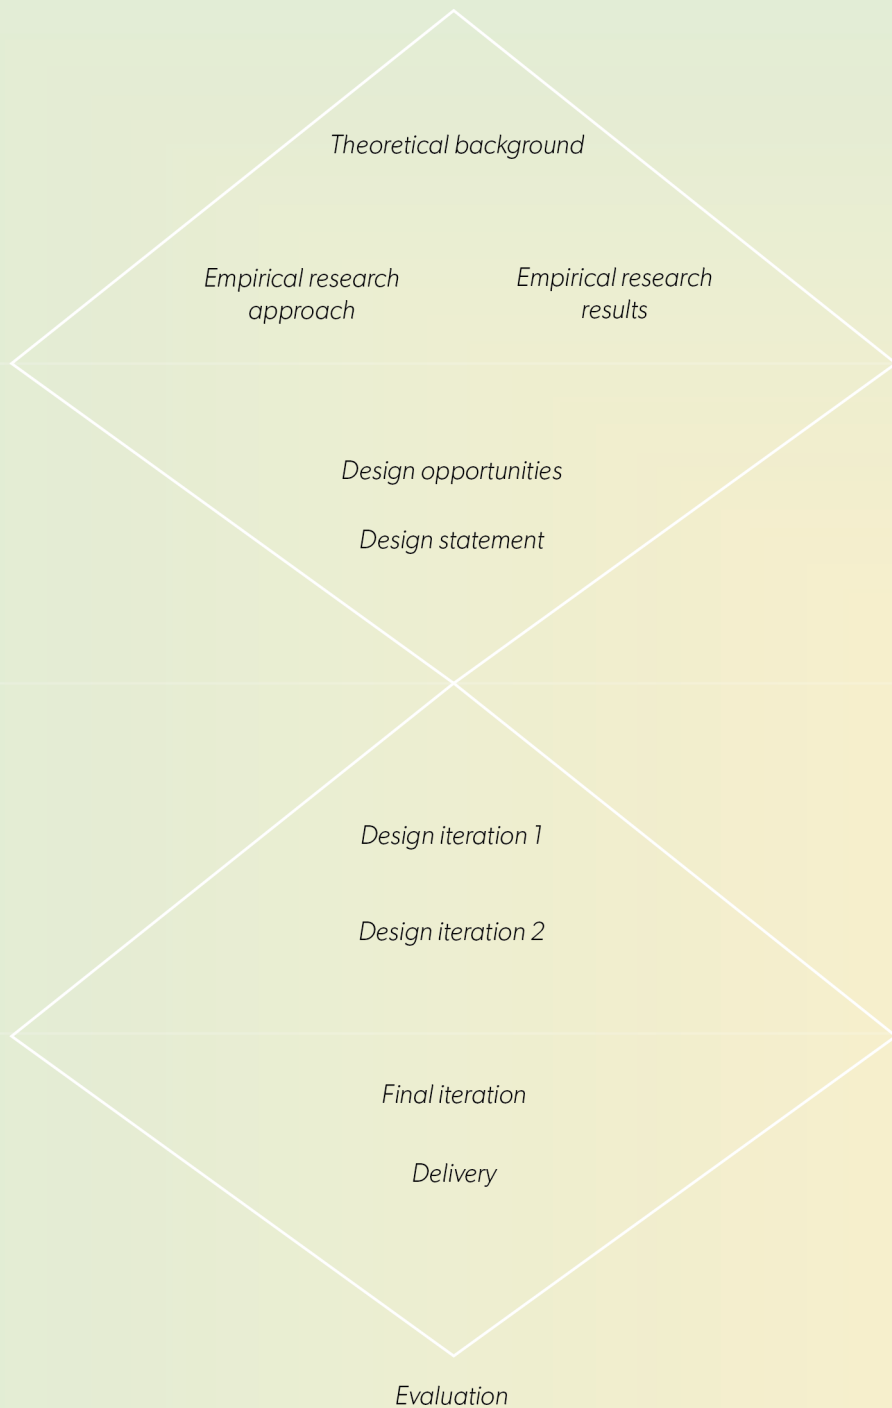 Theoretical background
Empirical research
approach
Empirical research
results
Design opportunities
Design statement
Design iteration 1
Design iteration 2
Final iteration
Delivery
Evaluation